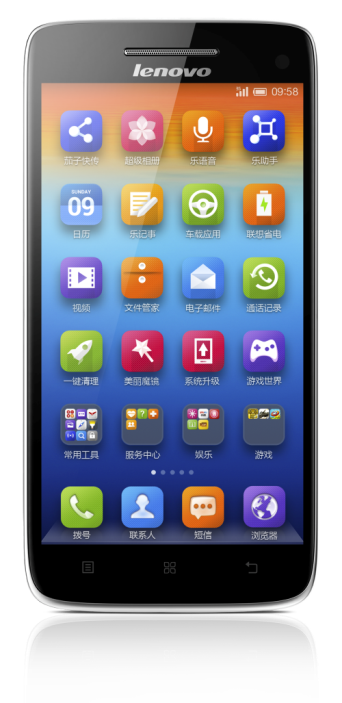 lenovo
09:58
茄子快传 超级相册 乐语音 乐助手
SUNDAY
09
日历 乐记事 车载应用 联想省电
视频 文件管家 电子邮件 通话记录
一键清理 美丽魔镜 系统升级 游戏世界
常用工具 服务中心 娱乐 游戏
拨号 联系人 短信 浏览器